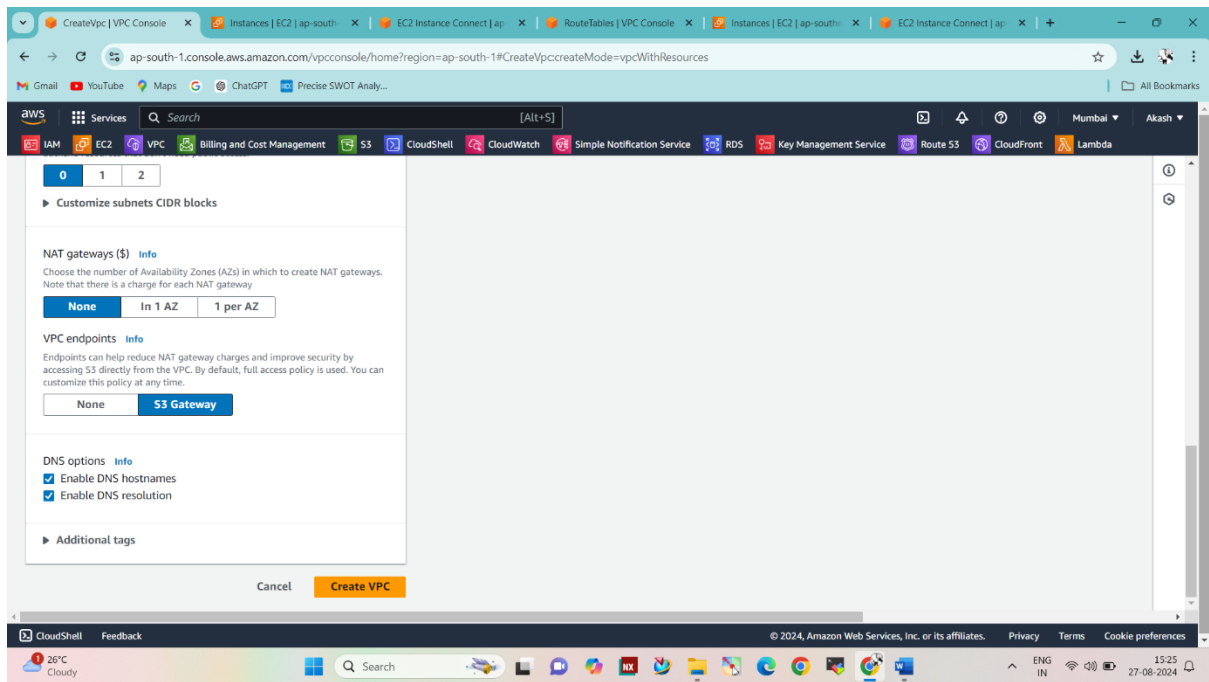 CreateVpc | VPC Console
Instances | EC2 | ap-south-
EC2 Instance Connect | ap-
RouteTables | VPC Console
Instances | EC2 | ap-southe
EC2 Instance Connect | ap
ap-south-1.console.aws.amazon.com/vpcconsole/home?region=ap-south-1#CreateVpc:createMode=vpcWithResources
Gmail YouTube Maps ChatGPT Precise SWOT Analy... All Bookmarks
aws Services Search [Alt+S] Mumbai ▼ Akash ▼
IAM EC2 VPC Billing and Cost Management S3 CloudShell CloudWatch Simple Notification Service RDS Key Management Service Route 53 CloudFront Lambda
0 1 2
Customize subnets CIDR blocks
NAT gateways ($) Info
Choose the number of Availability Zones (AZs) in which to create NAT gateways.
Note that there is a charge for each NAT gateway
None In 1 AZ 1 per AZ
VPC endpoints Info
Endpoints can help reduce NAT gateway charges and improve security by
accessing S3 directly from the VPC. By default, full access policy is used. You can
customize this policy at any time.
None S3 Gateway
DNS options Info
Enable DNS hostnames
Enable DNS resolution
Additional tags
Cancel Create VPC
CloudShell Feedback © 2024, Amazon Web Services, Inc. or its affiliates. Privacy Terms Cookie preferences
1 26°C
Cloudy
Search
ENG
IN
15:25
27-08-2024